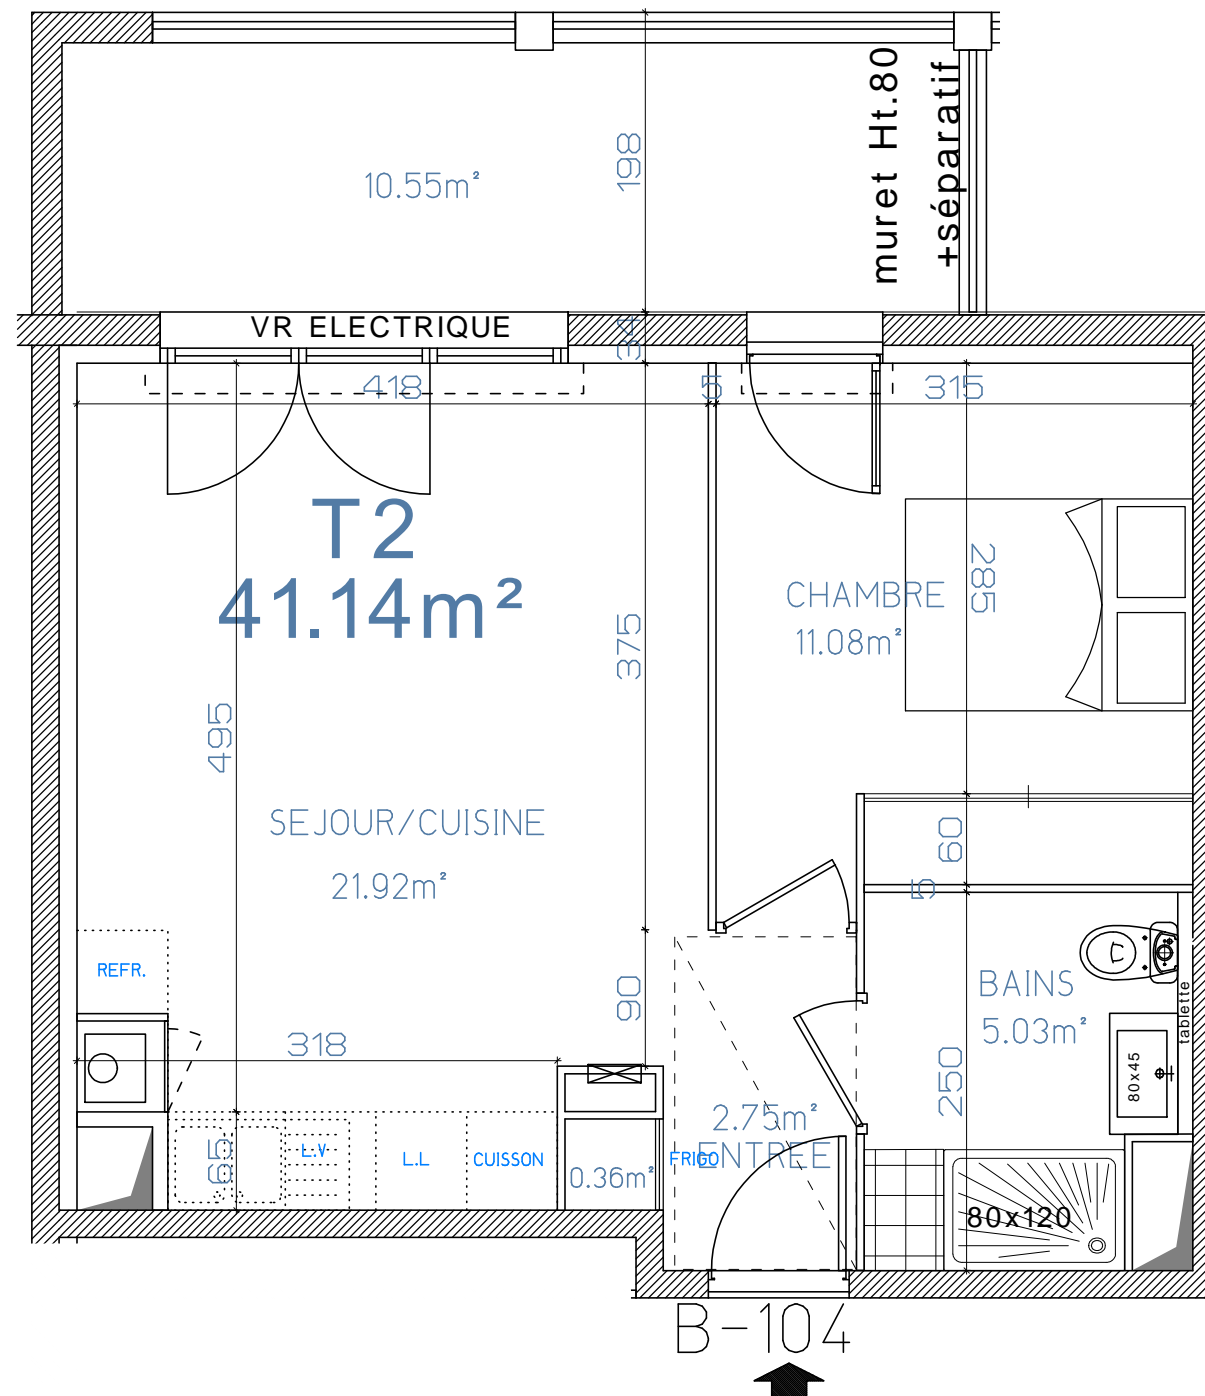 muret Ht.80
+séparatif
198
10.55m²
VR ELECTRIQUE
34
418
5
315
T2
41.14m²
285
CHAMBRE
11.08m²
375
495
SEJOUR/CUISINE
21.92m²
60
5
REFR.
90
BAINS
5.03m²
tablette
318
80x45
250
2.75m²
ENTREE
65
L.V
L.L
CUISSON
0.36m²
FRIGO
80x120
B-104